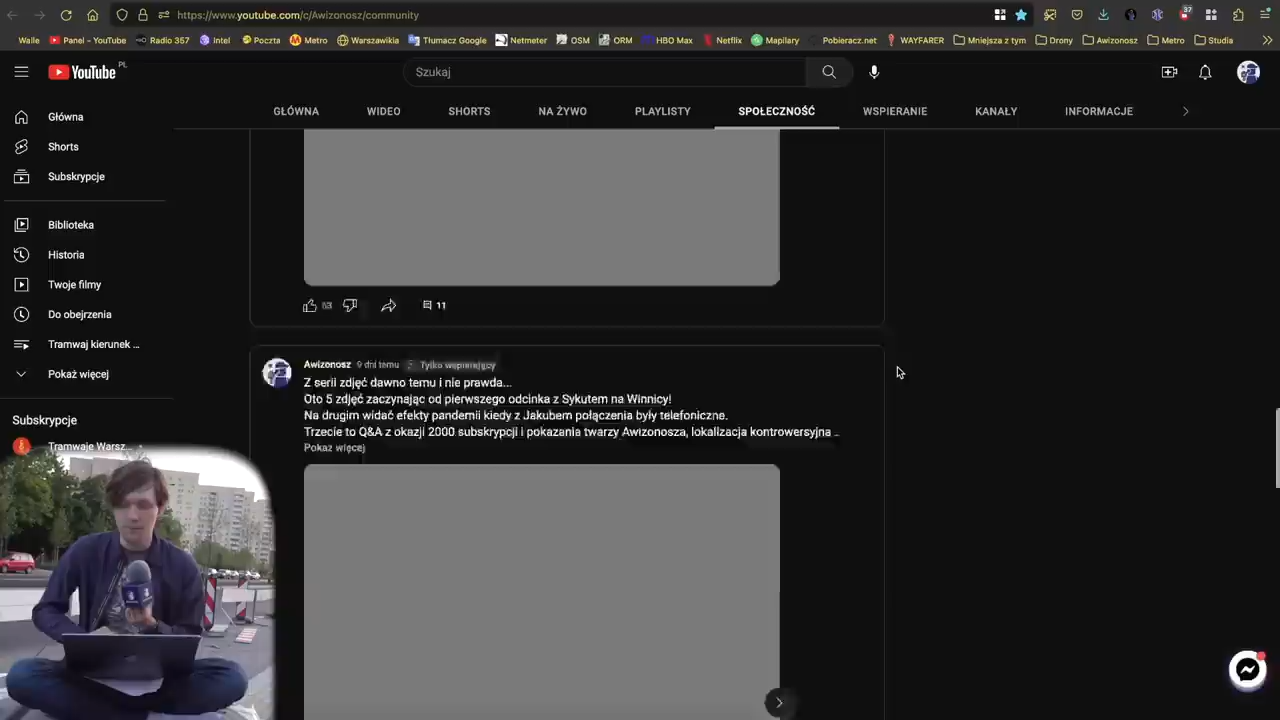 https://www.youtube.com/c/Awizonosz/community
37
Walle
Panel – YouTube
Radio 357
Intel
Poczta
Metro
Warszawikia
Tłumacz Google
Netmeter
OSM
ORM
HBO Max
Netflix
Mapillary
Pobieracz.net
WAYFARER
Mniejsza z tym
Drony
Awizonosz
Metro
Studia
YouTube PL
Szukaj
GŁÓWNA
WIDEO
SHORTS
NA ŻYWO
PLAYLISTY
SPOŁECZNOŚĆ
WSPIERANIE
KANAŁY
INFORMACJE
Główna
Shorts
Subskrypcje
Biblioteka
Historia
Twoje filmy
Do obejrzenia
Tramwaj kierunek ...
Pokaż więcej
Subskrypcje
Tramwaje Warsz...
11
Awizonosz 9 dni temu Tylko wspierający
Z serii zdjęć dawno temu i nie prawda...
Oto 5 zdjęć zaczynając od pierwszego odcinka z Sykutem na Winnicy!
Na drugim widać efekty pandemii kiedy z Jakubem połączenia były telefoniczne.
Trzecie to Q&A z okazji 2000 subskrypcji i pokazania twarzy Awizonosza, lokalizacja kontrowersyjna
Pokaż więcej